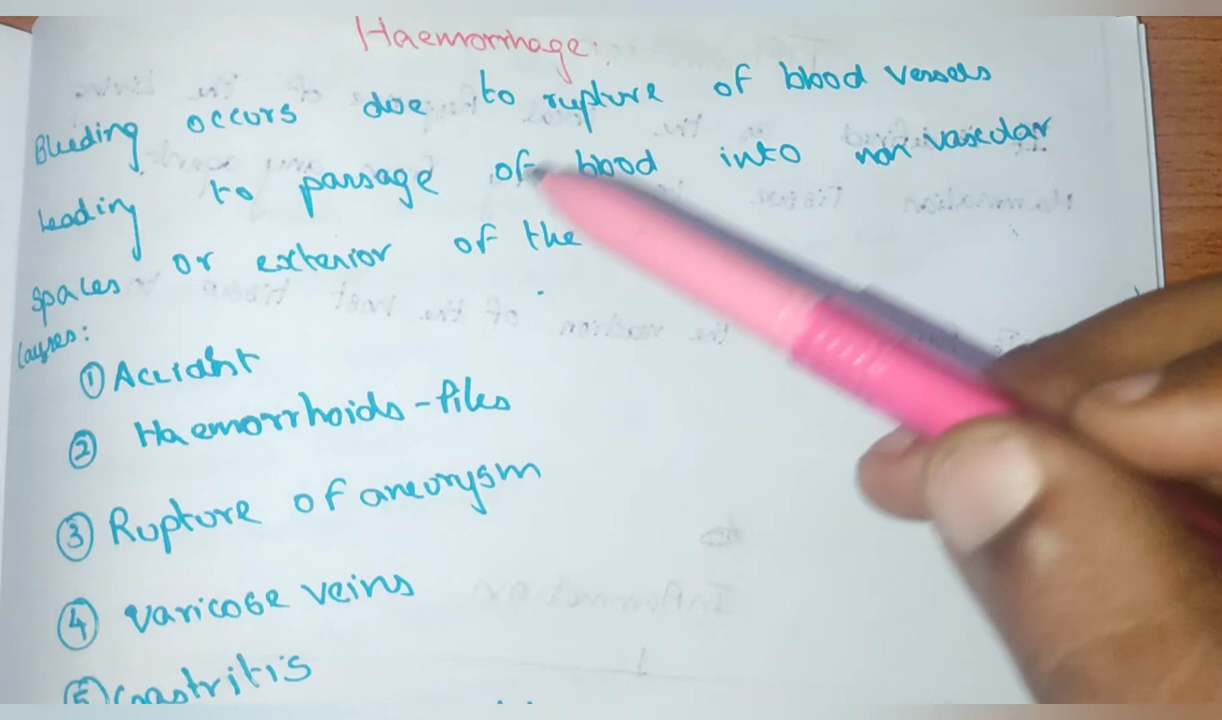 Haemorrhage:
Bleeding occurs due to rupture of blood vessels
leading to passage of blood into non vascular
spaces or exterior of the
Causes:
① Accident
② Haemorrhoids - Piles
③ Rupture of aneurysm
④ Varicose veins
⑤ Gastritis